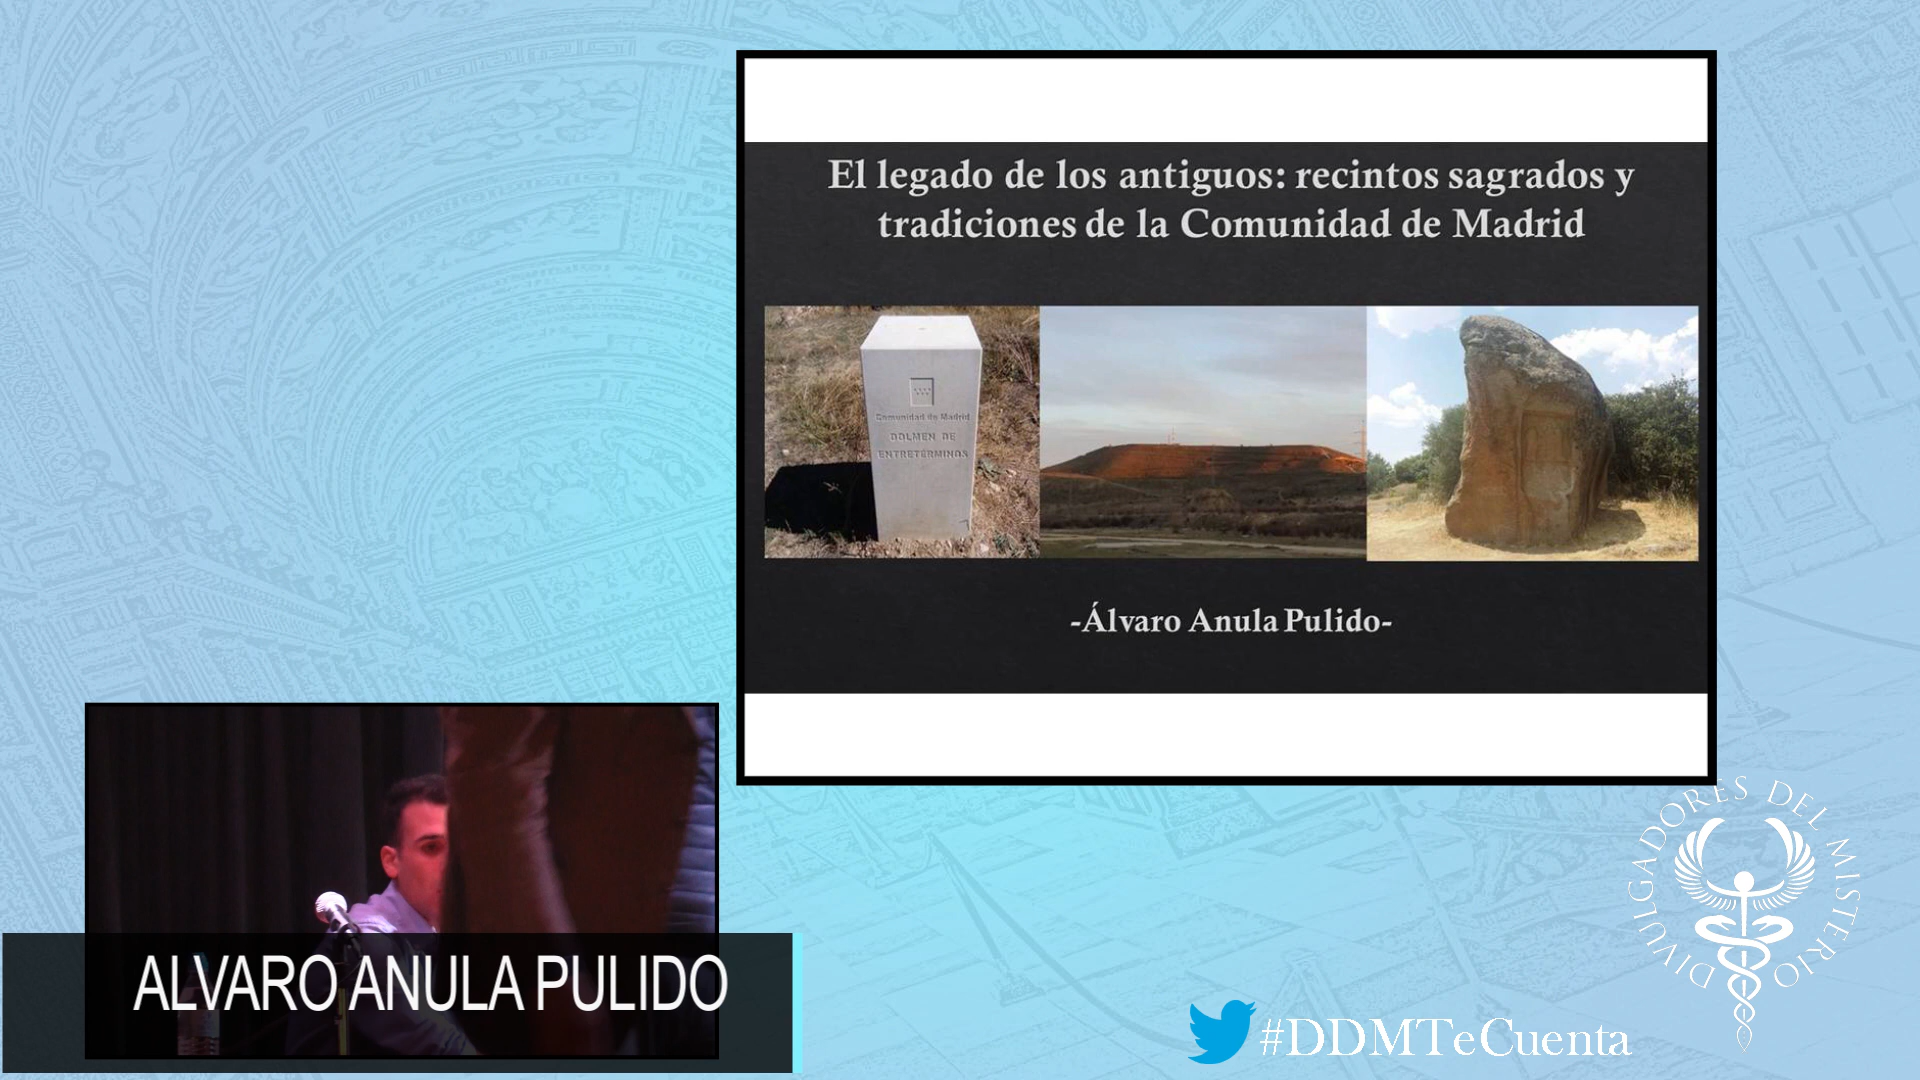 El legado de los antiguos: recintos sagrados y
tradiciones de la Comunidad de Madrid
Comunidad de Madrid
DOLMEN DE
ENTRETÉRMINOS
-Álvaro Anula Pulido-
ALVARO ANULA PULIDO
DIVULGADORES DEL MISTERIO
#DDMTeCuenta